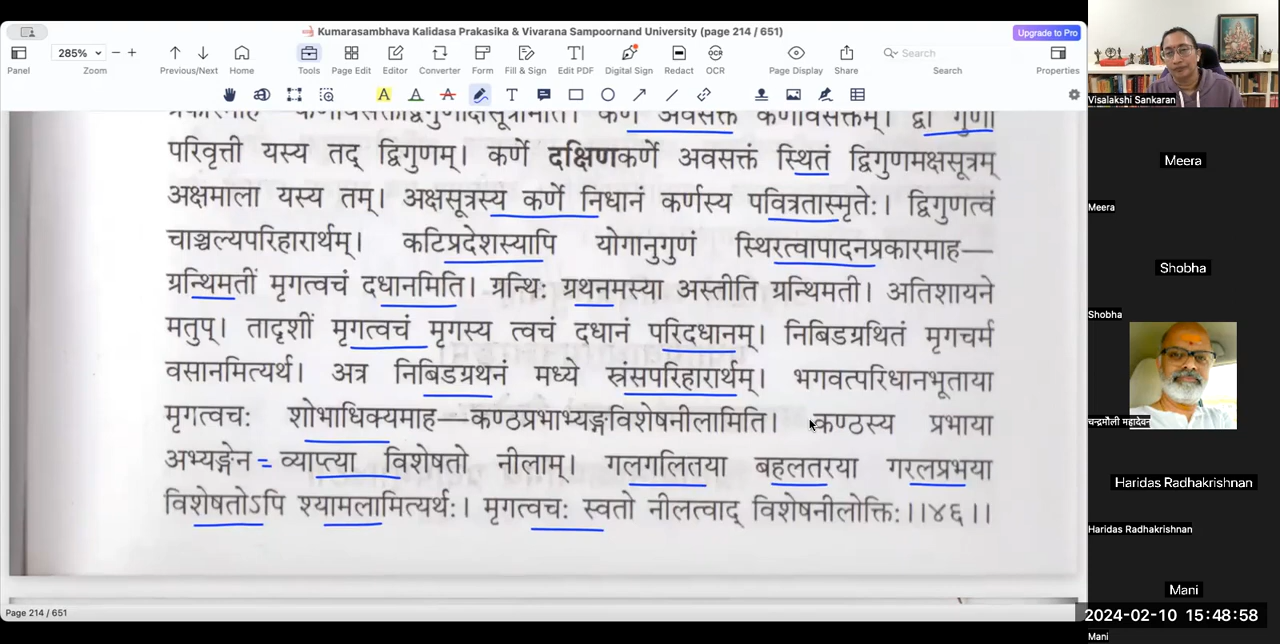 Kumarasambhava Kalidasa Prakasika & Vivarana Sampoornand University (page 214 / 651)
Upgrade to Pro
285%
Search
Panel
Zoom
Previous/Next
Home
Tools
Page Edit
Editor
Converter
Form
Fill & Sign
Edit PDF
Digital Sign
Redact
OCR
Page Display
Share
Search
Properties
कर्णे अवसक्तं कर्णावसक्तम्। द्वौ गुणौ
परिवृत्ती यस्य तद् द्विगुणम्। कर्णे दक्षिणकर्णे अवसक्तं स्थितं द्विगुणमक्षसूत्रम्
अक्षमाला यस्य तम्। अक्षसूत्रस्य कर्णे निधानं कर्णस्य पवित्रतास्मृतेः। द्विगुणत्वं
चाञ्चल्यपरिहारार्थम्। कटिप्रदेशस्यापि योगानुगुणं स्थिरत्वापादनप्रकारमाह—
ग्रन्थिमतीं मृगत्वचं दधानमिति। ग्रन्थिः ग्रथनमस्या अस्तीति ग्रन्थिमती। अतिशायने
मतुप्। तादृशीं मृगत्वचं मृगस्य त्वचं दधानं परिदधानम्। निबिडग्रथितं मृगचर्म
वसानमित्यर्थ। अत्र निबिडग्रथनं मध्ये स्रंसपरिहारार्थम्। भगवत्परिधानभूताया
मृगत्वचः शोभाधिक्यमाह—कण्ठप्रभाभ्यङ्गविशेषनीलामिति। कण्ठस्य प्रभाया
अभ्यङ्गेन = व्याप्त्या विशेषतो नीलाम्। गलगलितया बहलतरया गरलप्रभया
विशेषतोऽपि श्यामलामित्यर्थः। मृगत्वचः स्वतो नीलत्वाद् विशेषनीलोक्तिः।।४६।।
Page 214 / 651
Visalakshi Sankaran
Meera
Meera
Shobha
Shobha
चन्द्रमौली महादेवन
Haridas Radhakrishnan
Haridas Radhakrishnan
Mani
2024-02-10 15:48:58
Mani